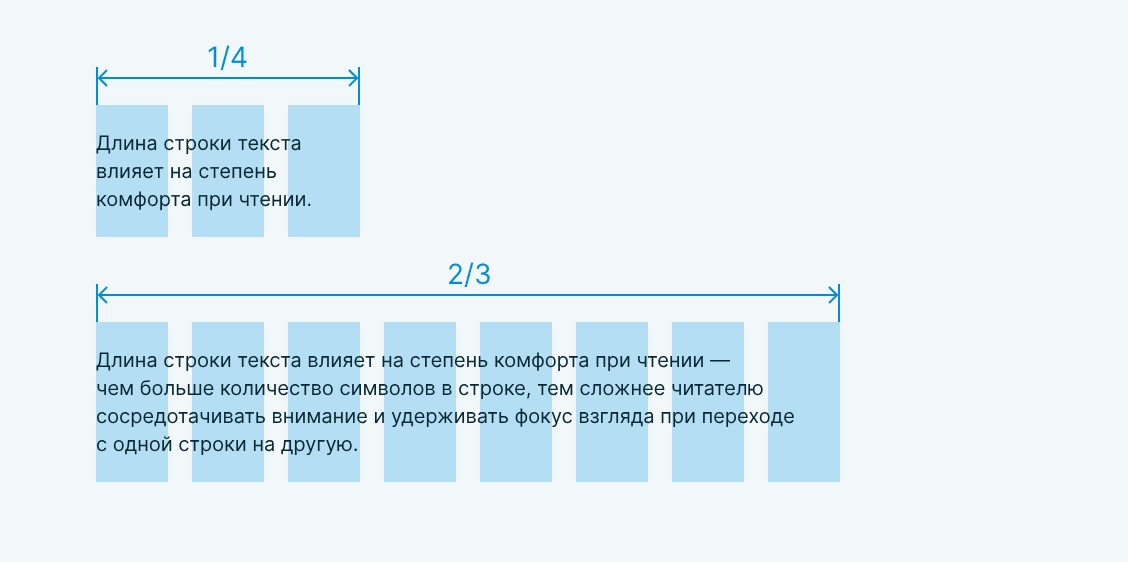 1/4
Длина строки текста
влияет на степень
комфорта при чтении.
2/3
Длина строки текста влияет на степень комфорта при чтении —
чем больше количество символов в строке, тем сложнее читателю
сосредотачивать внимание и удерживать фокус взгляда при переходе
с одной строки на другую.